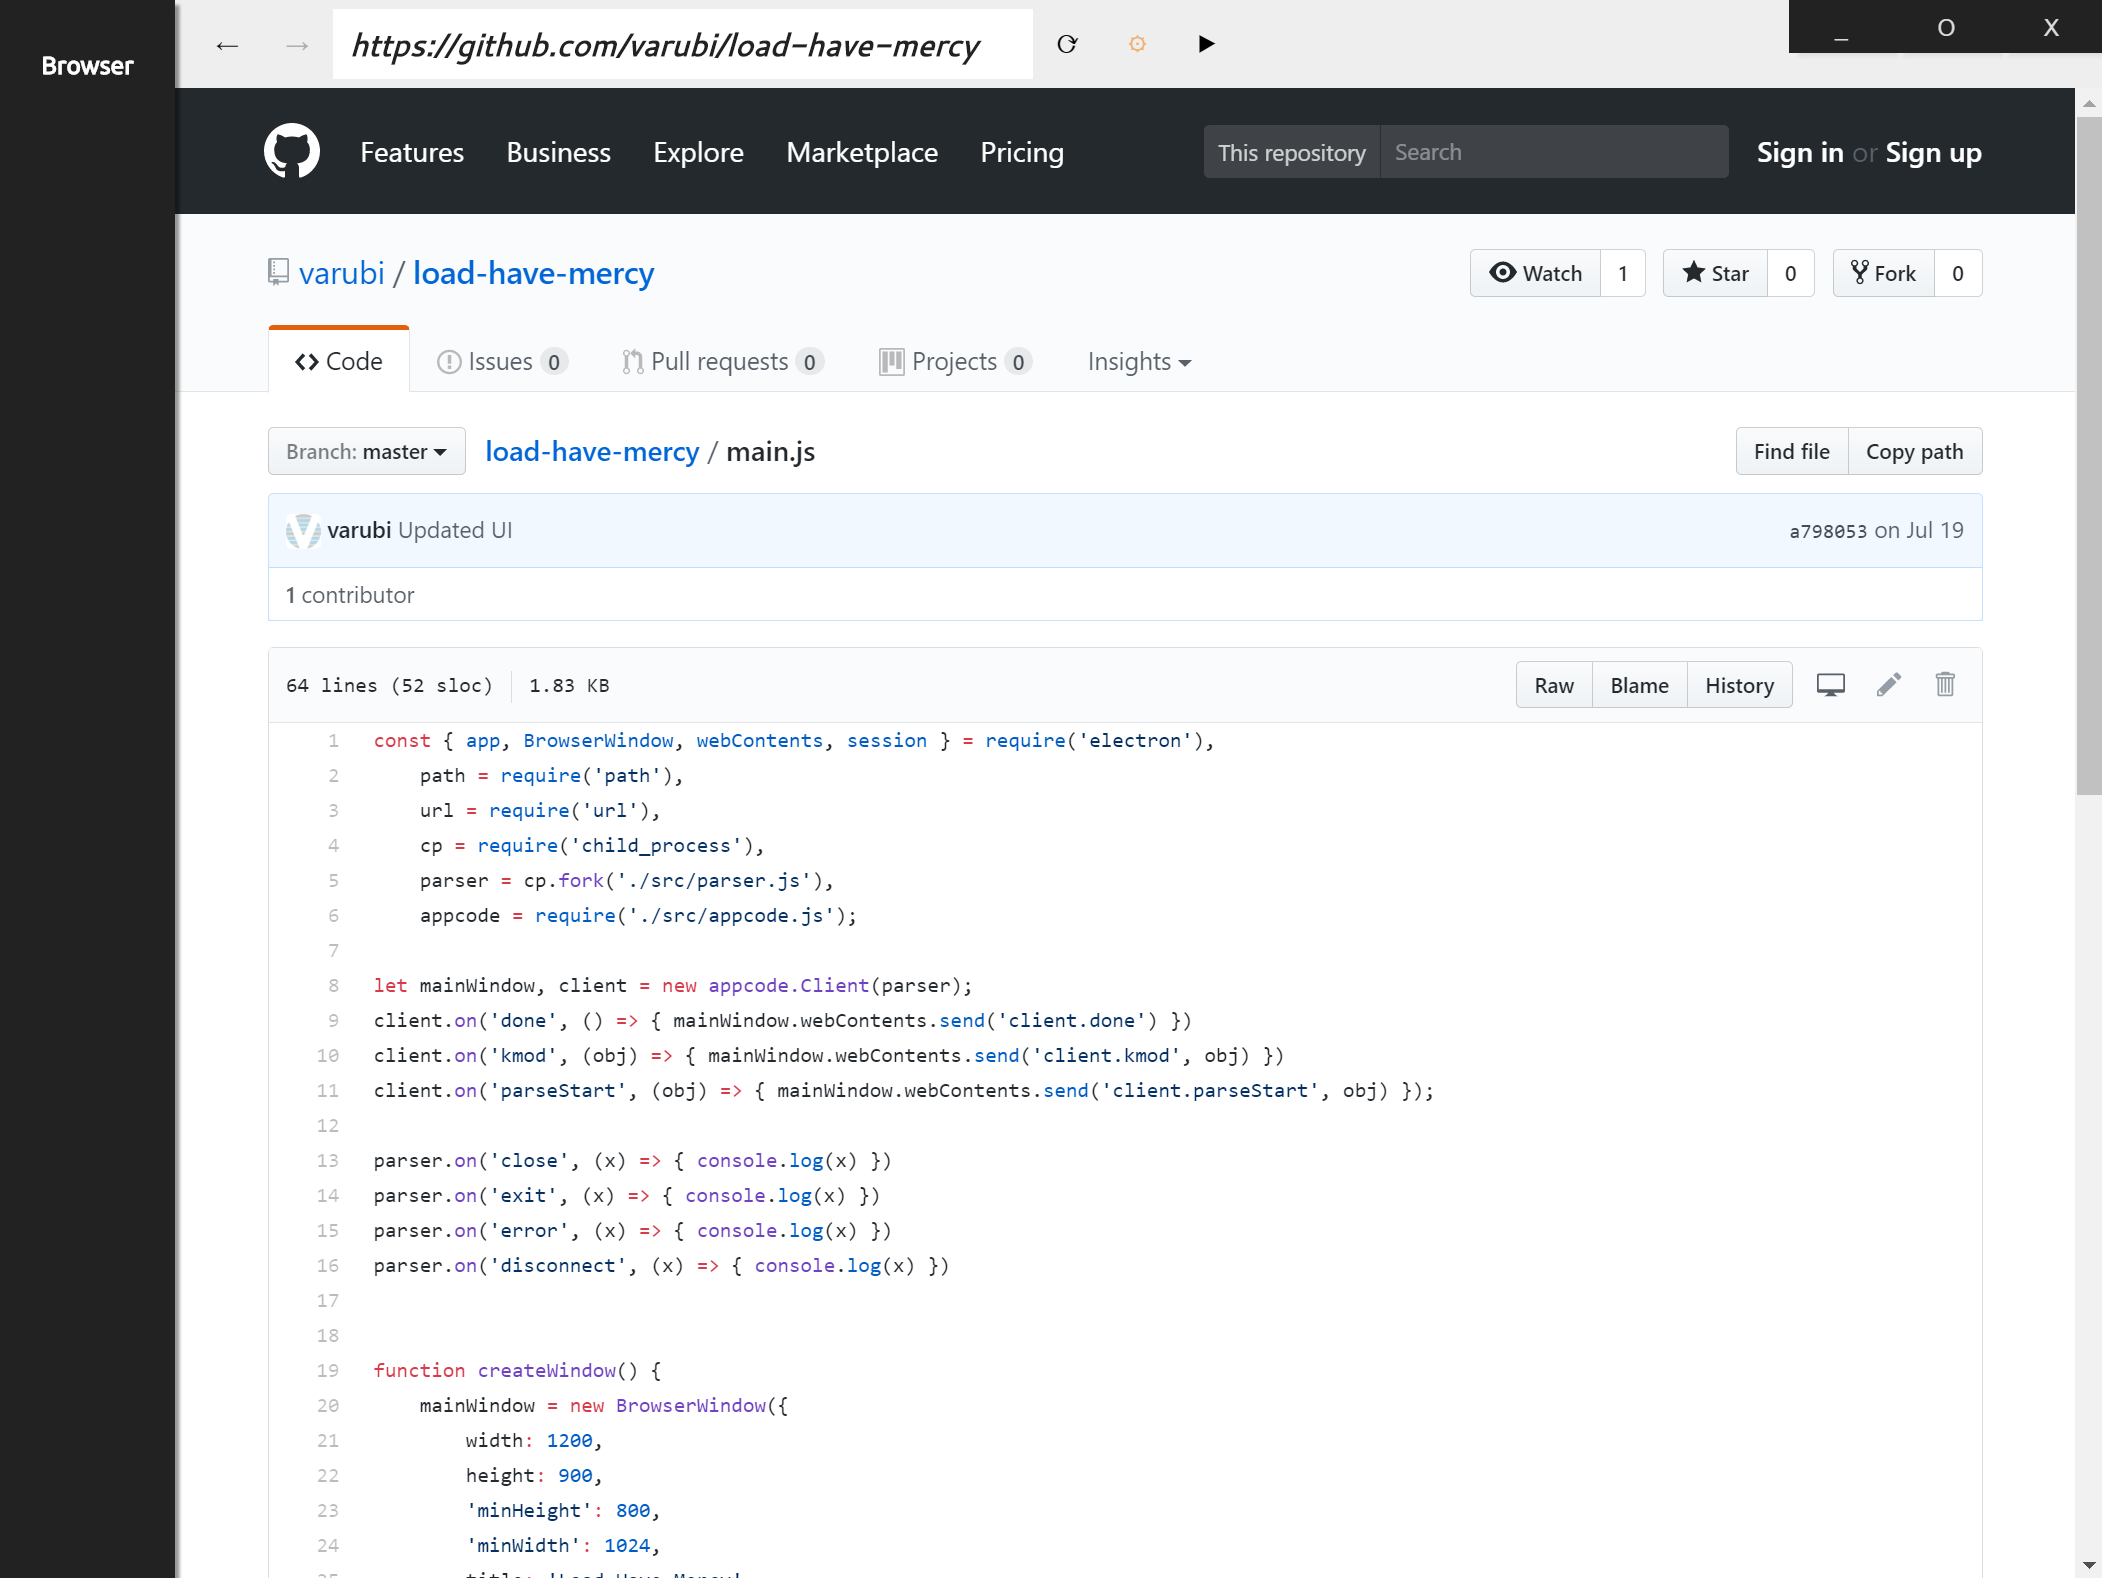 Browser
← → https://github.com/varubi/load-have-mercy
_ O X
Features Business Explore Marketplace Pricing This repository Search Sign in or Sign up
varubi / load-have-mercy Watch 1 Star 0 Fork 0
Code Issues 0 Pull requests 0 Projects 0 Insights
Branch: master load-have-mercy / main.js Find file Copy path
varubi Updated UI a798053 on Jul 19
1 contributor
64 lines (52 sloc) 1.83 KB Raw Blame History
1 const { app, BrowserWindow, webContents, session } = require('electron'),
2 path = require('path'),
3 url = require('url'),
4 cp = require('child_process'),
5 parser = cp.fork('./src/parser.js'),
6 appcode = require('./src/appcode.js');
7
8 let mainWindow, client = new appcode.Client(parser);
9 client.on('done', () => { mainWindow.webContents.send('client.done') })
10 client.on('kmod', (obj) => { mainWindow.webContents.send('client.kmod', obj) })
11 client.on('parseStart', (obj) => { mainWindow.webContents.send('client.parseStart', obj) });
12
13 parser.on('close', (x) => { console.log(x) })
14 parser.on('exit', (x) => { console.log(x) })
15 parser.on('error', (x) => { console.log(x) })
16 parser.on('disconnect', (x) => { console.log(x) })
17
18
19 function createWindow() {
20 mainWindow = new BrowserWindow({
21 width: 1200,
22 height: 900,
23 'minHeight': 800,
24 'minWidth': 1024,